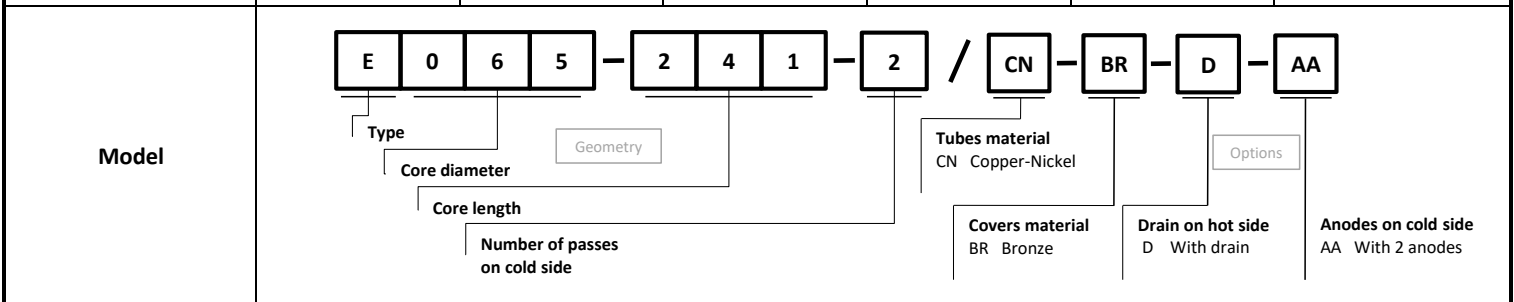 Model
E 0 6 5 - 2 4 1 - 2 / CN - BR - D - AA
Type
Geometry
Core diameter
Core length
Number of passes
on cold side
Tubes material
CN Copper-Nickel
Options
Covers material
BR Bronze
Drain on hot side
D With drain
Anodes on cold side
AA With 2 anodes